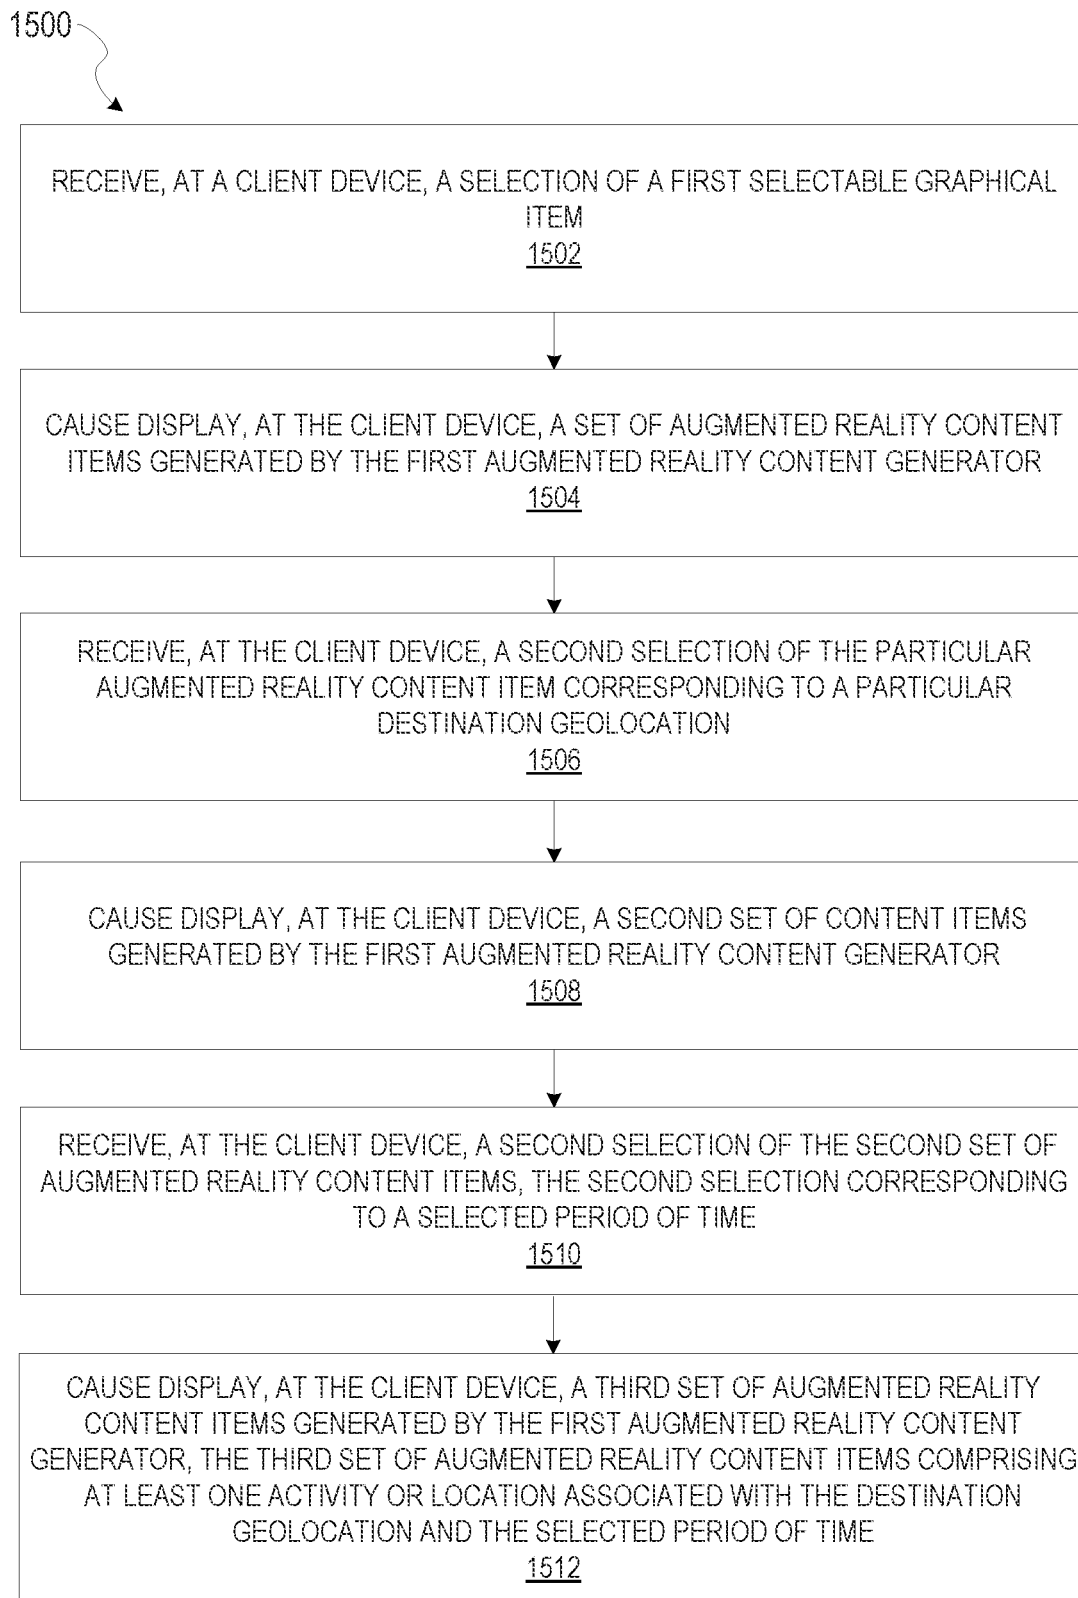 1500
RECEIVE, AT A CLIENT DEVICE, A SELECTION OF A FIRST SELECTABLE GRAPHICAL
ITEM
1502
CAUSE DISPLAY, AT THE CLIENT DEVICE, A SET OF AUGMENTED REALITY CONTENT
ITEMS GENERATED BY THE FIRST AUGMENTED REALITY CONTENT GENERATOR
1504
RECEIVE, AT THE CLIENT DEVICE, A SECOND SELECTION OF THE PARTICULAR
AUGMENTED REALITY CONTENT ITEM CORRESPONDING TO A PARTICULAR
DESTINATION GEOLOCATION
1506
CAUSE DISPLAY, AT THE CLIENT DEVICE, A SECOND SET OF CONTENT ITEMS
GENERATED BY THE FIRST AUGMENTED REALITY CONTENT GENERATOR
1508
RECEIVE, AT THE CLIENT DEVICE, A SECOND SELECTION OF THE SECOND SET OF
AUGMENTED REALITY CONTENT ITEMS, THE SECOND SELECTION CORRESPONDING
TO A SELECTED PERIOD OF TIME
1510
CAUSE DISPLAY, AT THE CLIENT DEVICE, A THIRD SET OF AUGMENTED REALITY
CONTENT ITEMS GENERATED BY THE FIRST AUGMENTED REALITY CONTENT
GENERATOR, THE THIRD SET OF AUGMENTED REALITY CONTENT ITEMS COMPRISING
AT LEAST ONE ACTIVITY OR LOCATION ASSOCIATED WITH THE DESTINATION
GEOLOCATION AND THE SELECTED PERIOD OF TIME
1512